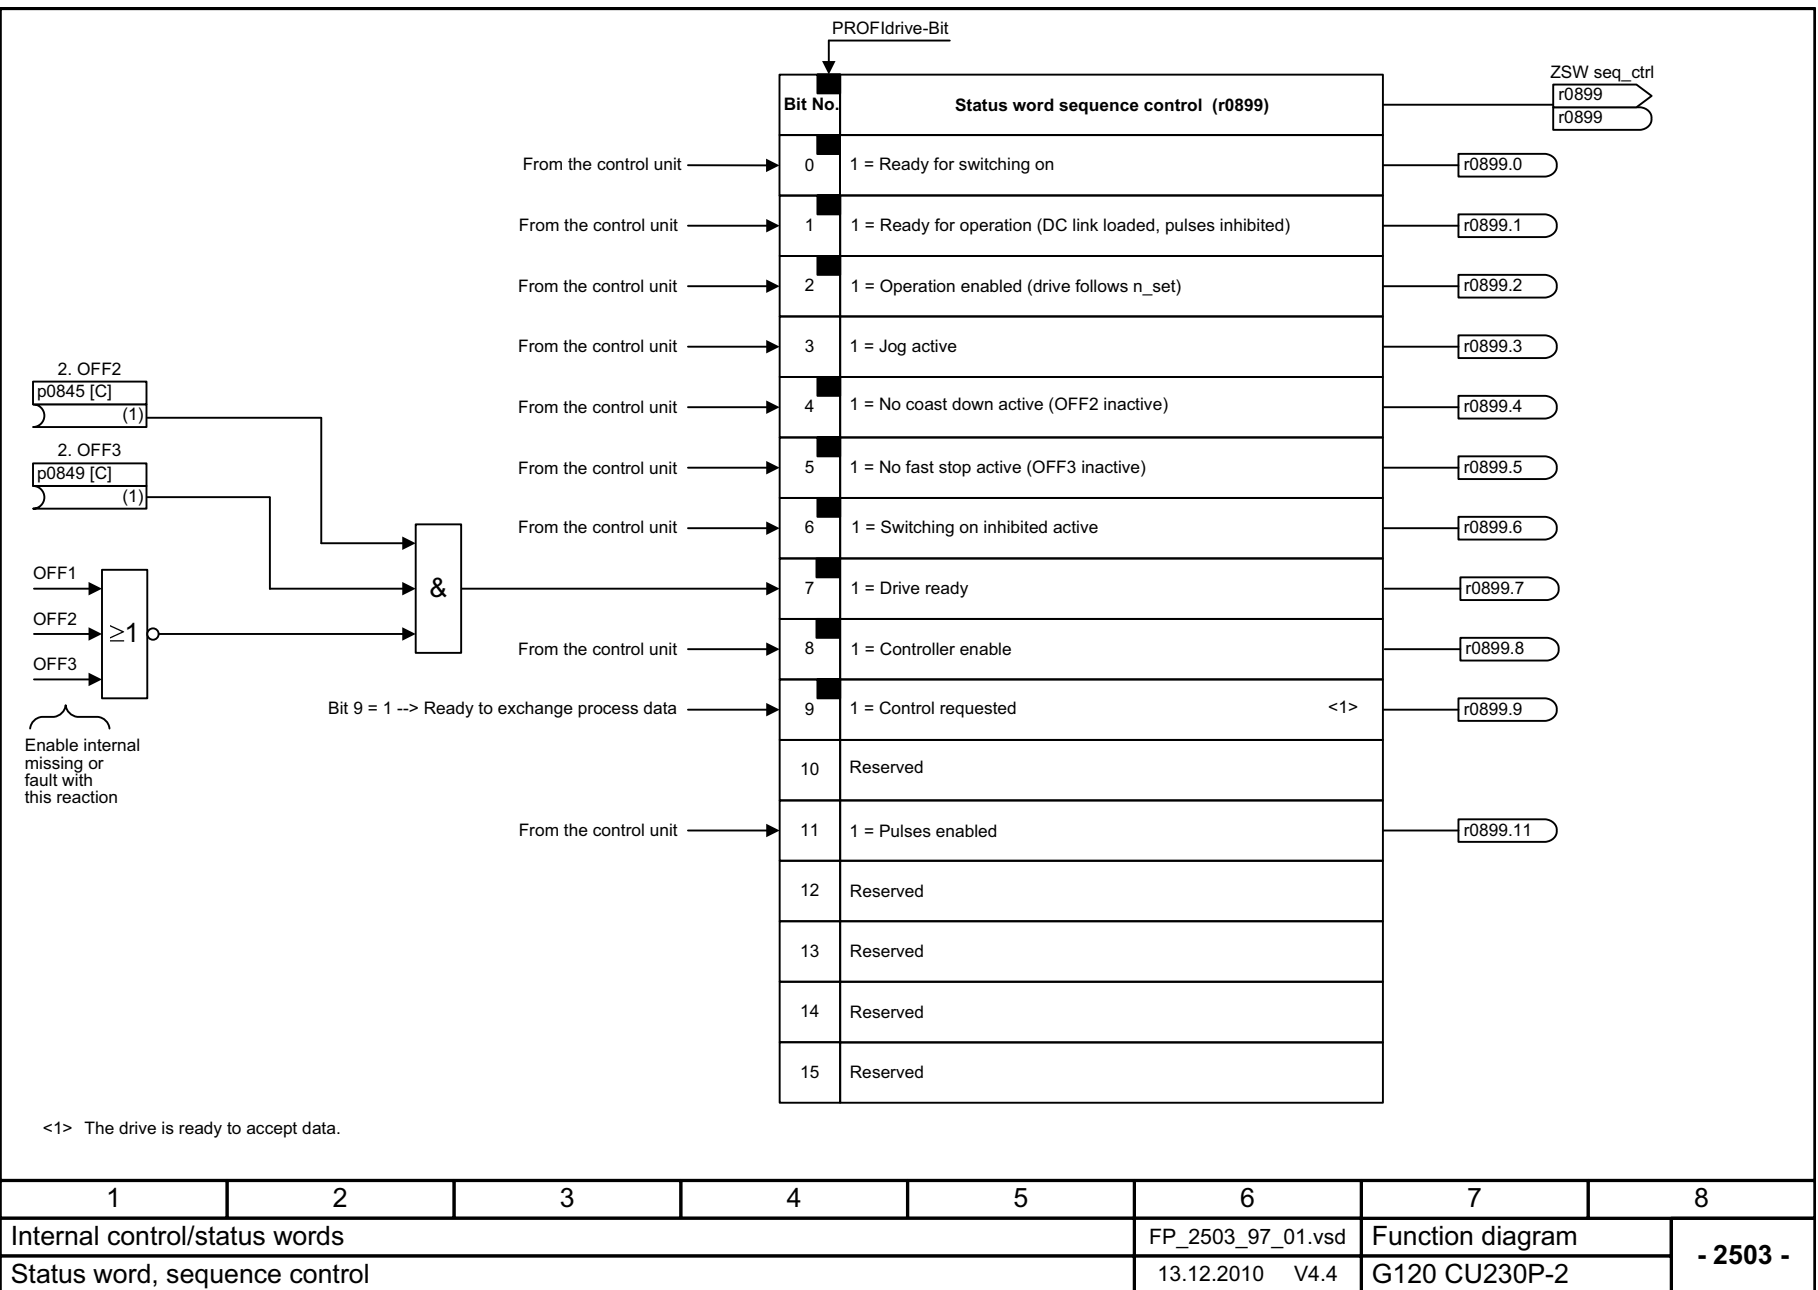 PROFIdrive-Bit
ZSW seq_ctrl
r0899
r0899
Bit No.
Status word sequence control (r0899)
From the control unit
0
1 = Ready for switching on
r0899.0
From the control unit
1
1 = Ready for operation (DC link loaded, pulses inhibited)
r0899.1
From the control unit
2
1 = Operation enabled (drive follows n_set)
r0899.2
From the control unit
3
1 = Jog active
r0899.3
2. OFF2
p0845 [C]
(1)
From the control unit
4
1 = No coast down active (OFF2 inactive)
r0899.4
2. OFF3
p0849 [C]
(1)
From the control unit
5
1 = No fast stop active (OFF3 inactive)
r0899.5
From the control unit
6
1 = Switching on inhibited active
r0899.6
OFF1
OFF2
OFF3
≥1
&
7
1 = Drive ready
r0899.7
From the control unit
8
1 = Controller enable
r0899.8
Bit 9 = 1 --> Ready to exchange process data
9
1 = Control requested <1>
r0899.9
Enable internal
missing or
fault with
this reaction
10
Reserved
From the control unit
11
1 = Pulses enabled
r0899.11
12
Reserved
13
Reserved
14
Reserved
15
Reserved
<1> The drive is ready to accept data.
1 2 3 4 5 6 7 8
Internal control/status words
FP_2503_97_01.vsd
Function diagram
- 2503 -
Status word, sequence control
13.12.2010 V4.4
G120 CU230P-2